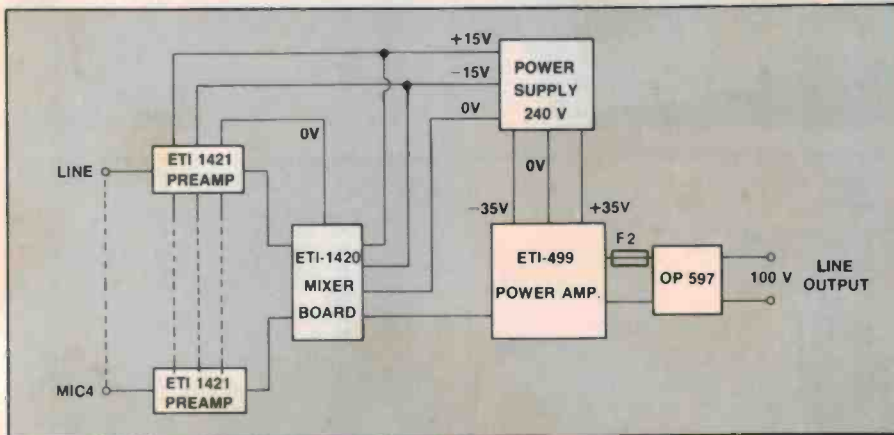 +15V
-15V
0V
POWER
SUPPLY
240 V
0V
LINE
ETI 1421
PREAMP
0V
-35V
+35V
ETI-1420
MIXER
BOARD
ETI-499
POWER AMP.
F2
OP 597
100 V
LINE
OUTPUT
MIC4
ETI 1421
PREAMP